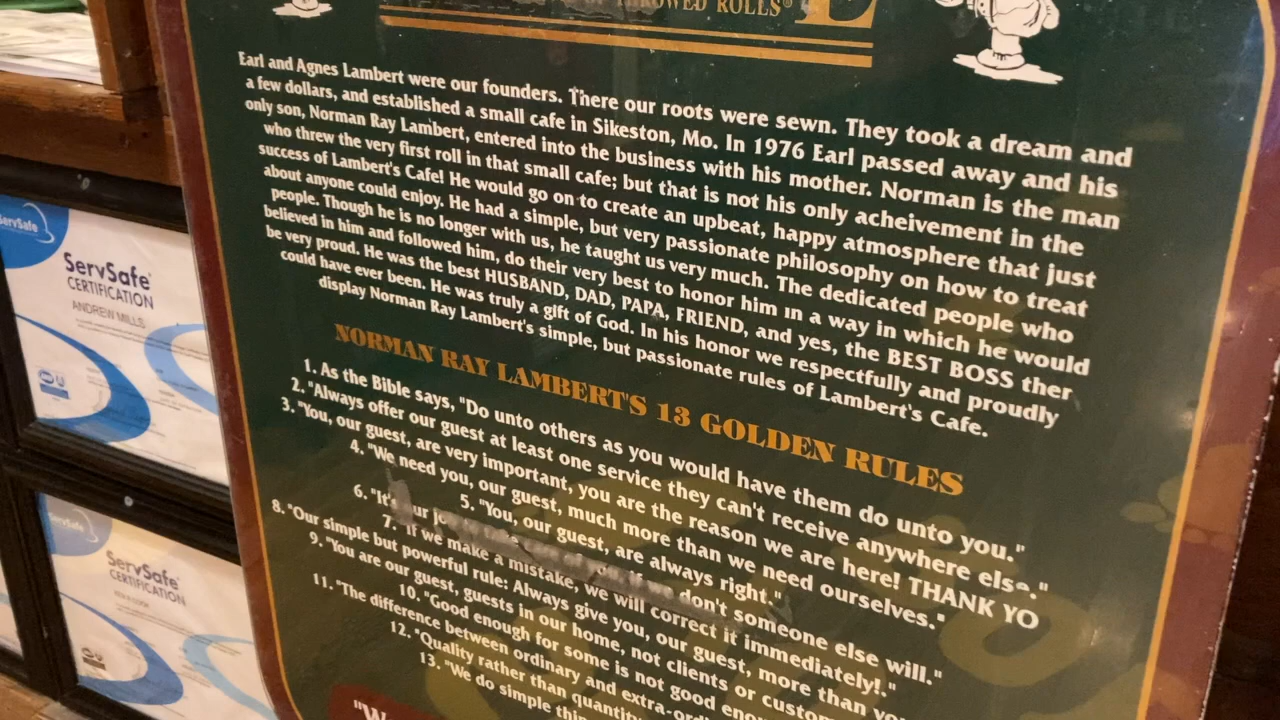 THROWED ROLLS®
Earl and Agnes Lambert were our founders. There our roots were sewn. They took a dream and
a few dollars, and established a small cafe in Sikeston, Mo. In 1976 Earl passed away and his
only son, Norman Ray Lambert, entered into the business with his mother. Norman is the man
who threw the very first roll in that small cafe; but that is not his only acheivement in the
success of Lambert's Cafe! He would go on to create an upbeat, happy atmosphere that just
about anyone could enjoy. He had a simple, but very passionate philosophy on how to treat
people. Though he is no longer with us, he taught us very much. The dedicated people who
believed in him and followed him, do their very best to honor him in a way in which he would
be very proud. He was the best HUSBAND, DAD, PAPA, FRIEND, and yes, the BEST BOSS ther
could have ever been. He was truly a gift of God. In his honor we respectfully and proudly
display Norman Ray Lambert's simple, but passionate rules of Lambert's Cafe.
NORMAN RAY LAMBERT'S 13 GOLDEN RULES
1. As the Bible says, "Do unto others as you would have them do unto you."
2. "Always offer our guest at least one service they can't receive anywhere else."
3. "You, our guest, are very important, you are the reason we are here! THANK YO
4. "We need you, our guest, much more than we need ourselves."
5. "You, our guest, are always right."
6. "It's our jo take don't someone else will."
7. "If we make a mistake, we will correct it immediately!."
8. "Our simple but powerful rule: Always give you, our guest, more than yo
9. "You are our guest, guests in our home, not clients or custom
10. "Good enough for some is not good eno
11. "The difference between ordinary and extra-ord
12. "Quality rather than quantity
13. "We do simple thin
"W
ServSafe
ServSafe®
CERTIFICATION
ANDREW MILLS
ServSafe
ServSafe®
CERTIFICATION